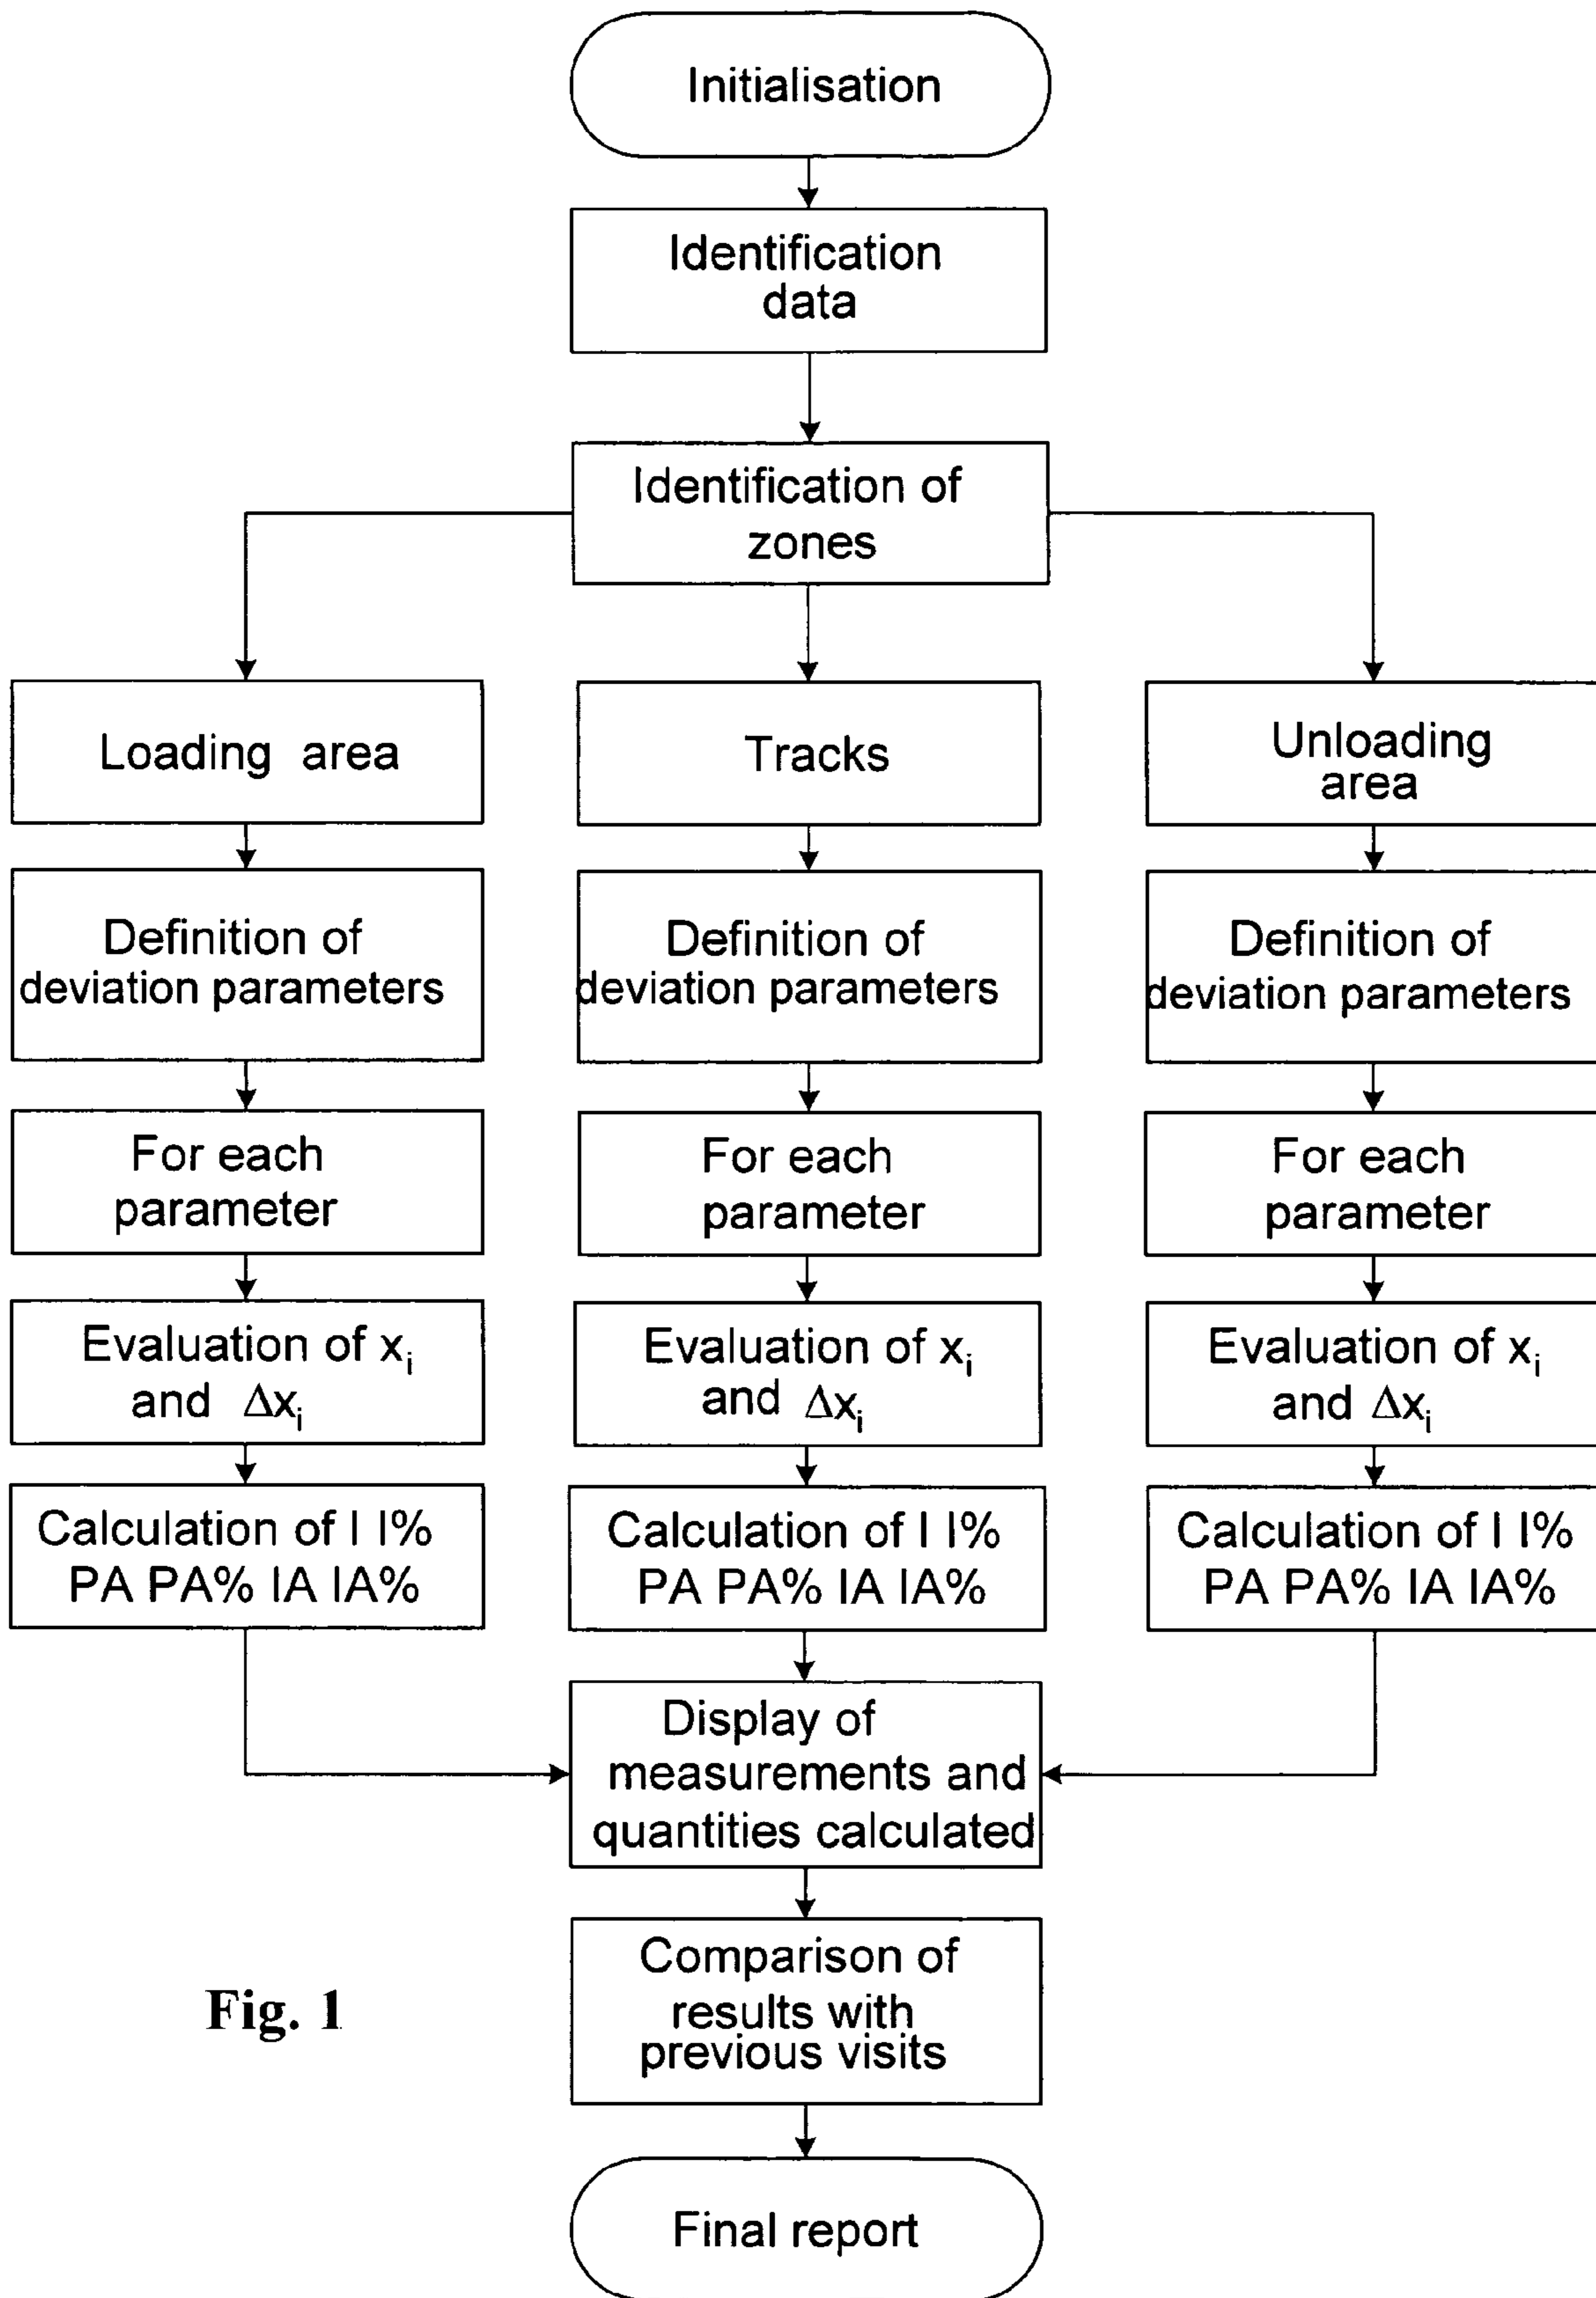 Initialisation
Identification
data
Identification of
zones
Loading area
Tracks
Unloading
area
Definition of
deviation parameters
Definition of
deviation parameters
Definition of
deviation parameters
For each
parameter
For each
parameter
For each
parameter
Evaluation of xᵢ
and Δxᵢ
Evaluation of xᵢ
and Δxᵢ
Evaluation of xᵢ
and Δxᵢ
Calculation of I I%
PA PA% IA IA%
Calculation of I I%
PA PA% IA IA%
Calculation of I I%
PA PA% IA IA%
Display of
measurements and
quantities calculated
Comparison of
results with
previous visits
Fig. 1
Final report